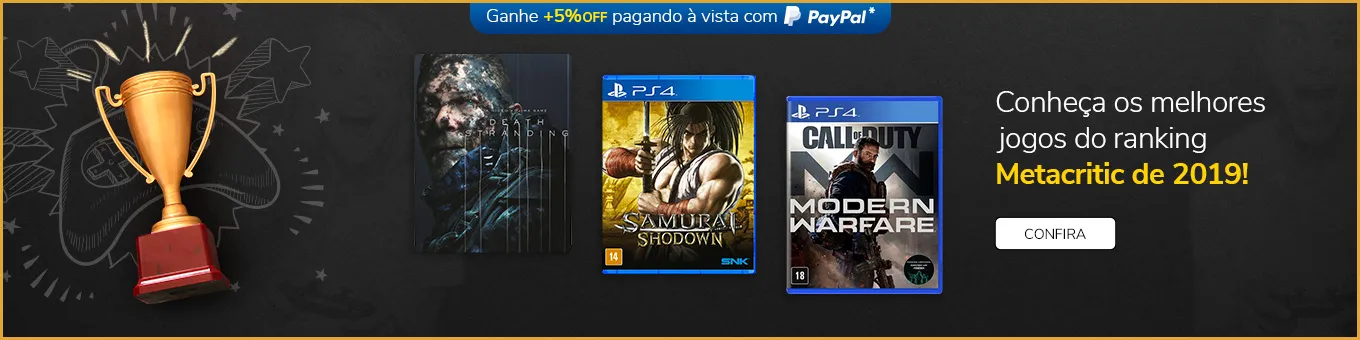 Ganhe +5%OFF pagando à vista com PayPal*
DEATH
STRANDING
PS4
SAMURAI
SHODOWN
14
SNK
PS4
CALL OF DUTY
MW
MODERN
WARFARE
18
Conheça os melhores
jogos do ranking
Metacritic de 2019!
CONFIRA